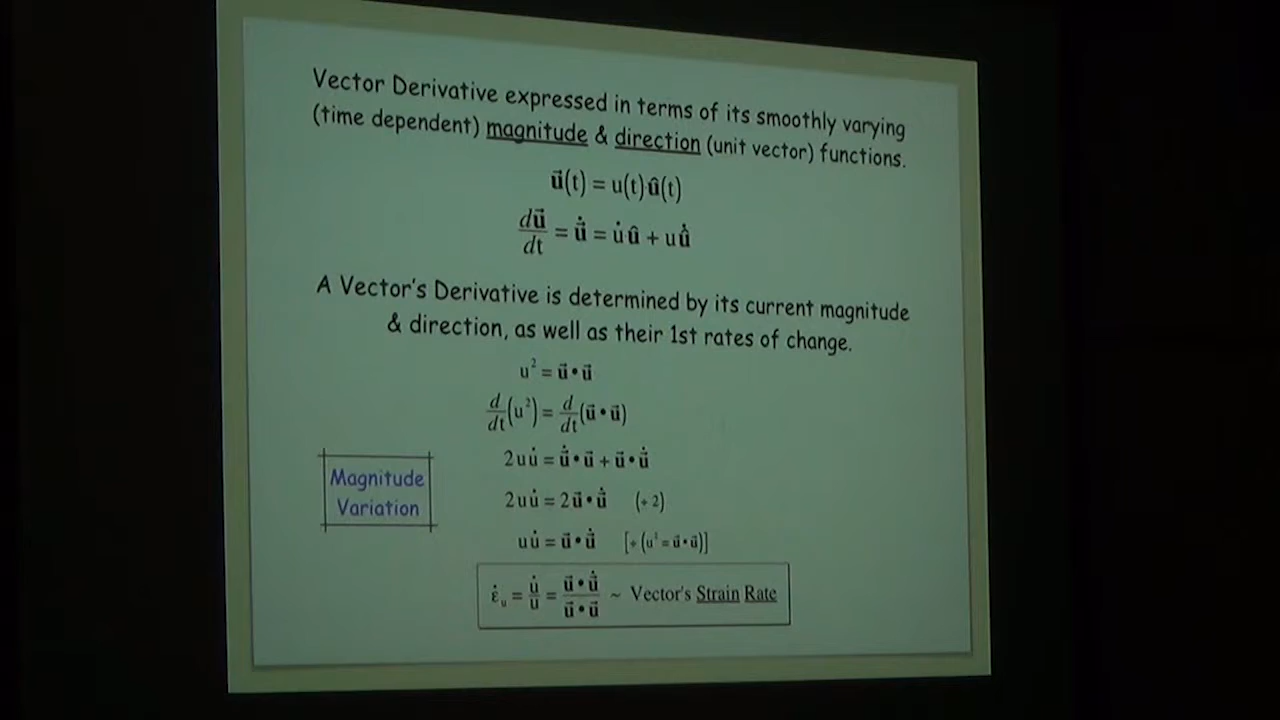 Vector Derivative expressed in terms of its smoothly varying
(time dependent) magnitude & direction (unit vector) functions.
u⃗(t) = u(t)û(t)
du⃗/dt = u⃗̇ = u̇û + uû̇
A Vector's Derivative is determined by its current magnitude
& direction, as well as their 1st rates of change.
u² = u⃗•u⃗
d/dt(u²) = d/dt(u⃗•u⃗)
2uu̇ = u⃗̇•u⃗ + u⃗•u⃗̇
Magnitude
Variation
2uu̇ = 2u⃗•u⃗̇ (÷ 2)
uu̇ = u⃗•u⃗̇ [÷(u² = u⃗•u⃗)]
ε̇ᵤ = u̇/u = u⃗•u⃗̇/u⃗•u⃗ ~ Vector's Strain Rate